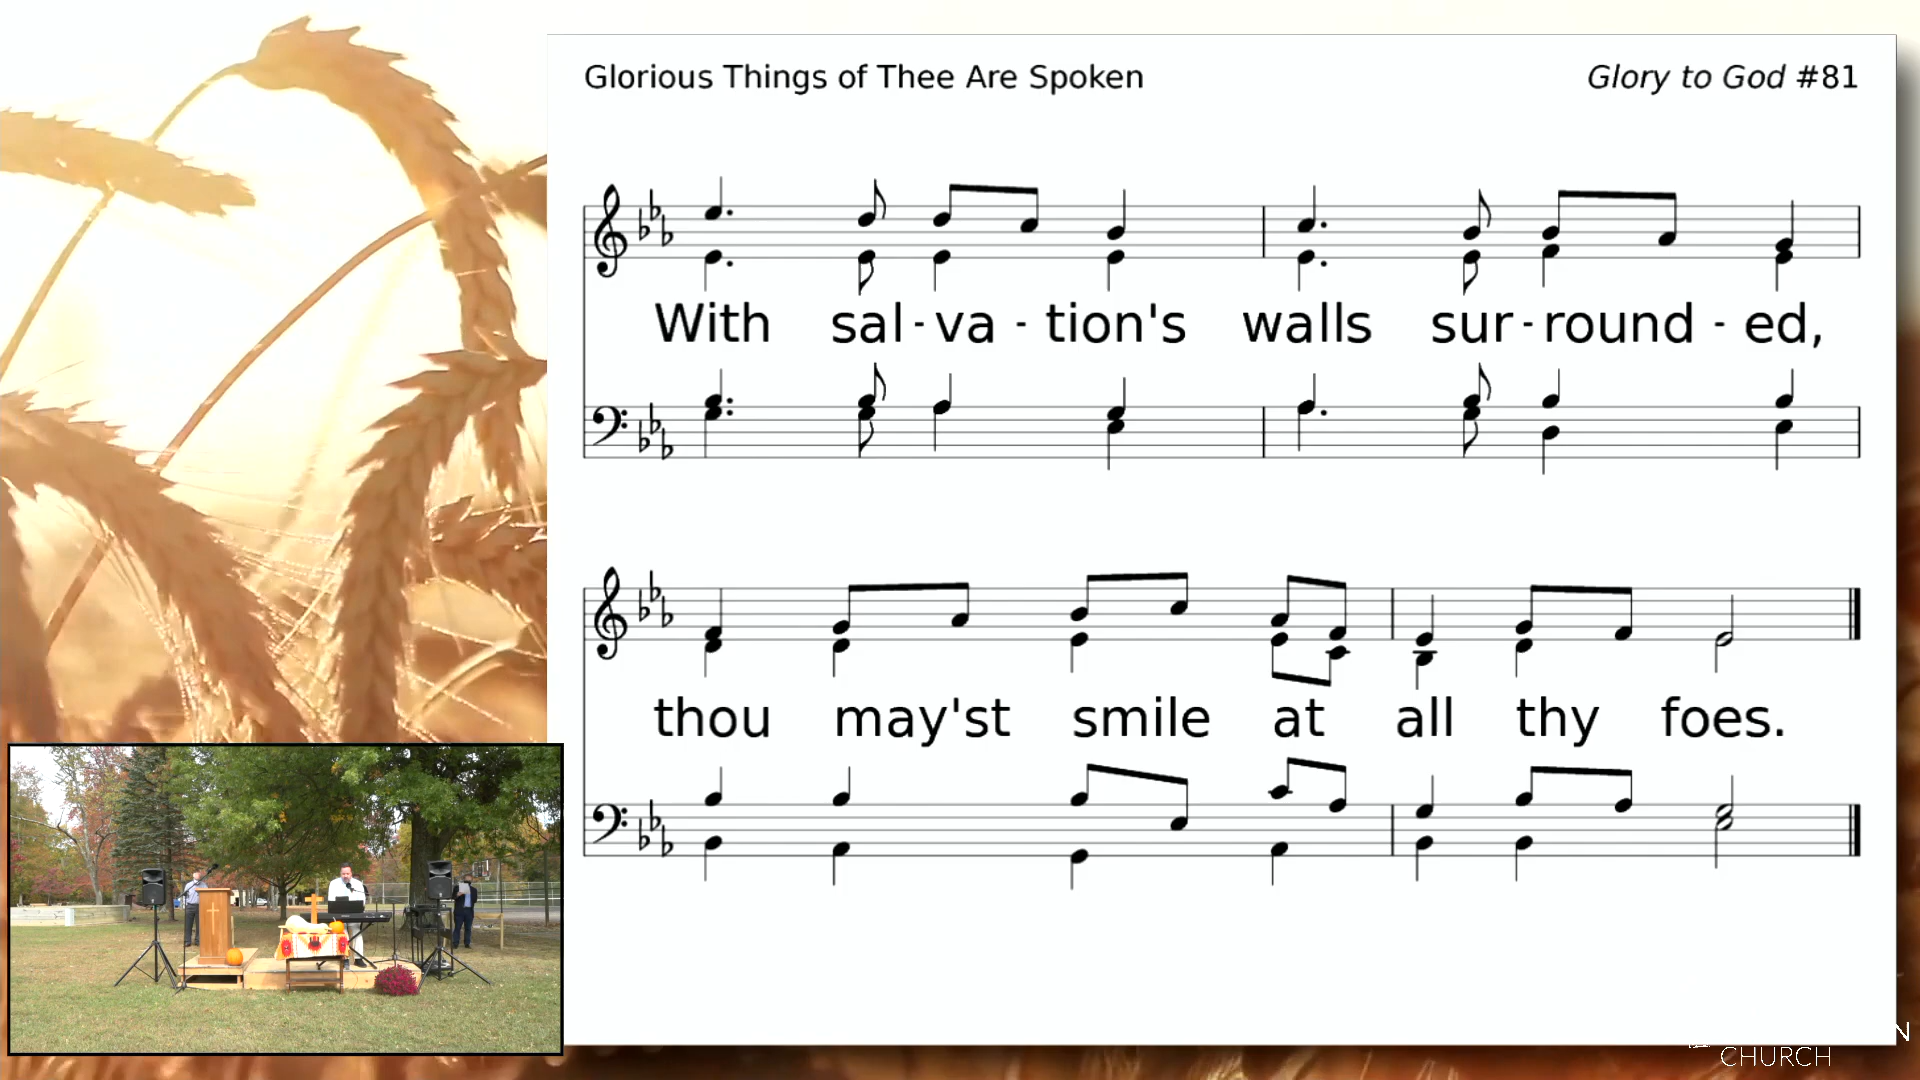 Glorious Things of Thee Are Spoken
Glory to God #81
With sal - va - tion's walls sur - round - ed,
thou may'st smile at all thy foes.
N
CHURCH